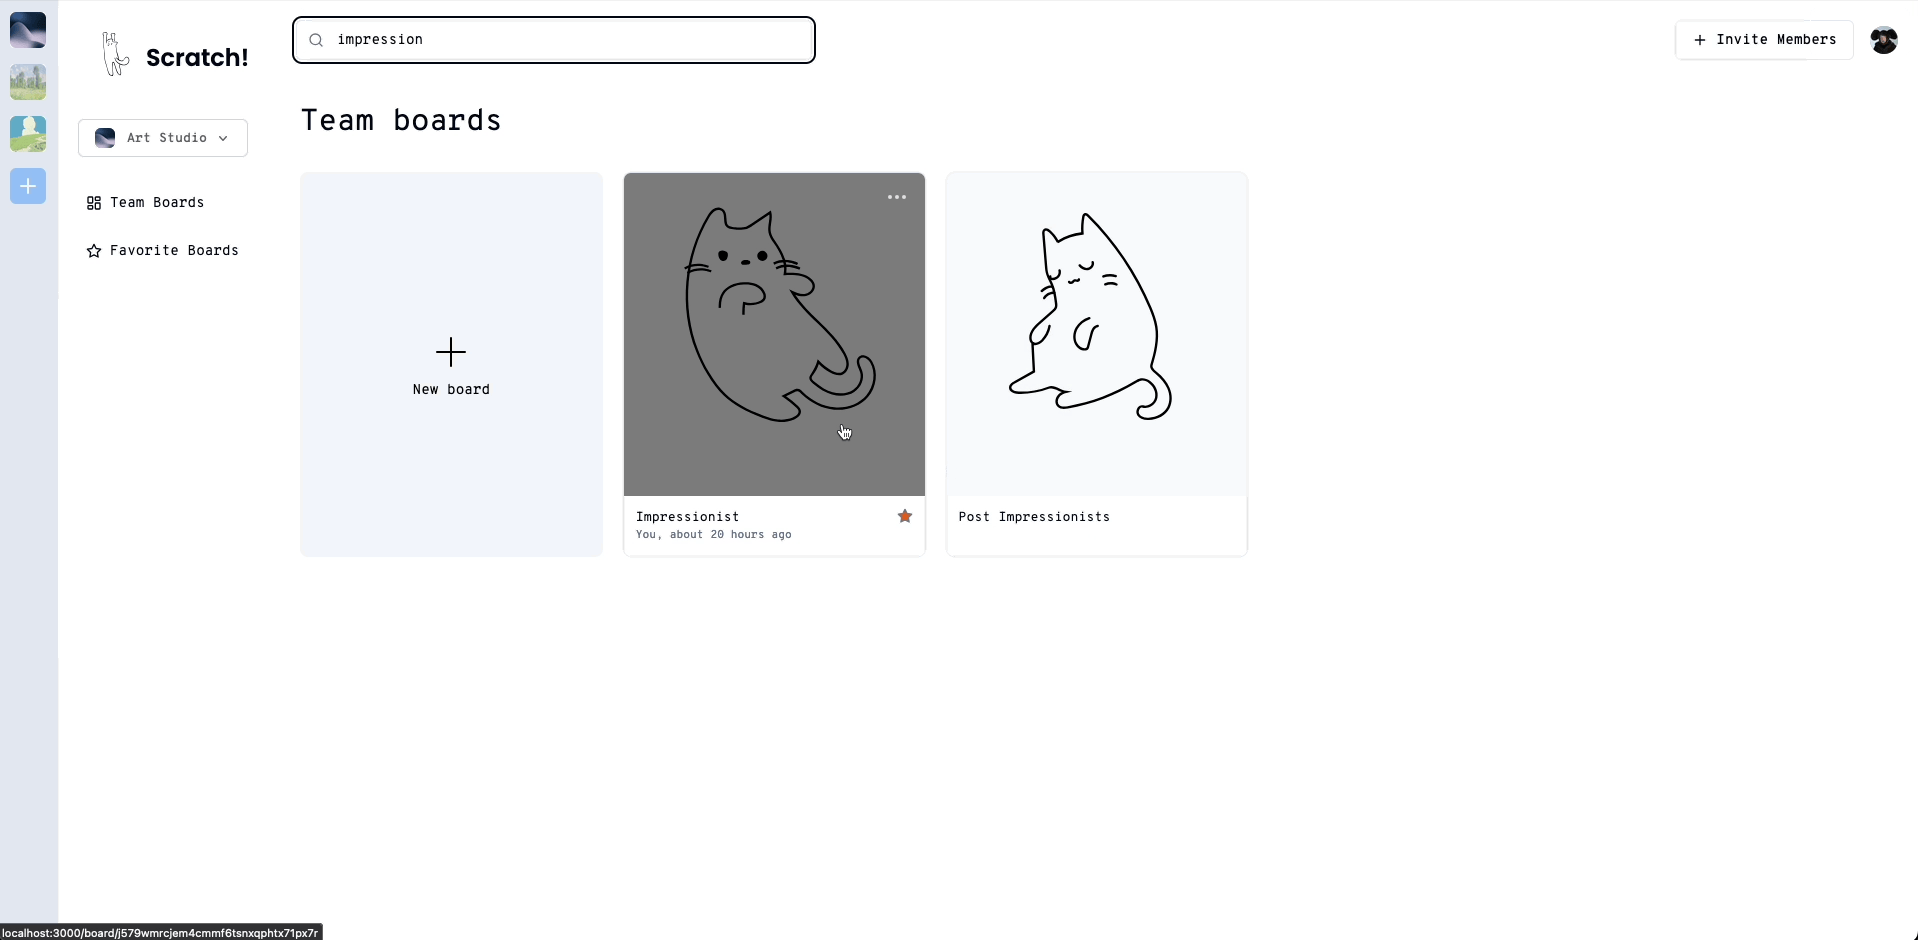 Scratch!
impression
+ Invite Members
Art Studio
Team Boards
Favorite Boards
Team boards
New board
Impressionist
You, about 20 hours ago
Post Impressionists
localhost:3000/board/j579wmrcjem4cmmf6tsnxqphtx71px7r